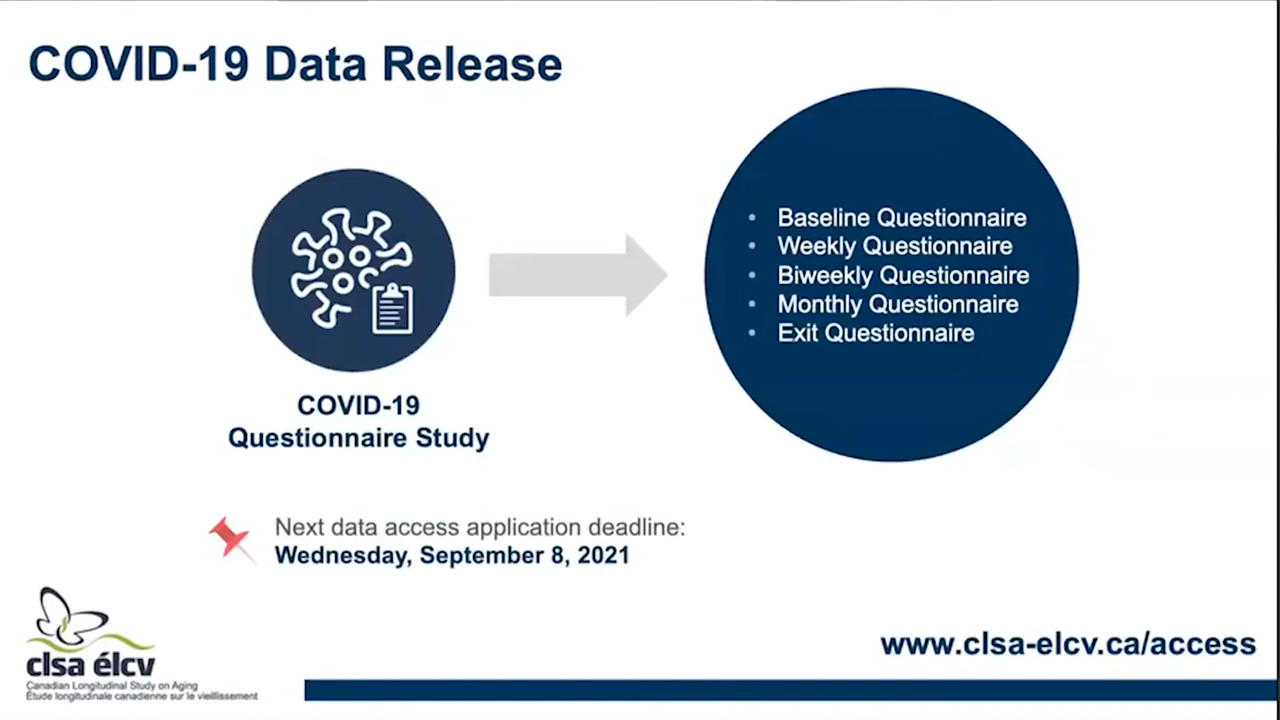 COVID-19 Data Release
COVID-19
Questionnaire Study
• Baseline Questionnaire
• Weekly Questionnaire
• Biweekly Questionnaire
• Monthly Questionnaire
• Exit Questionnaire
Next data access application deadline:
Wednesday, September 8, 2021
clsa élcv
Canadian Longitudinal Study on Aging
Étude longitudinale canadienne sur le vieillissement
www.clsa-elcv.ca/access